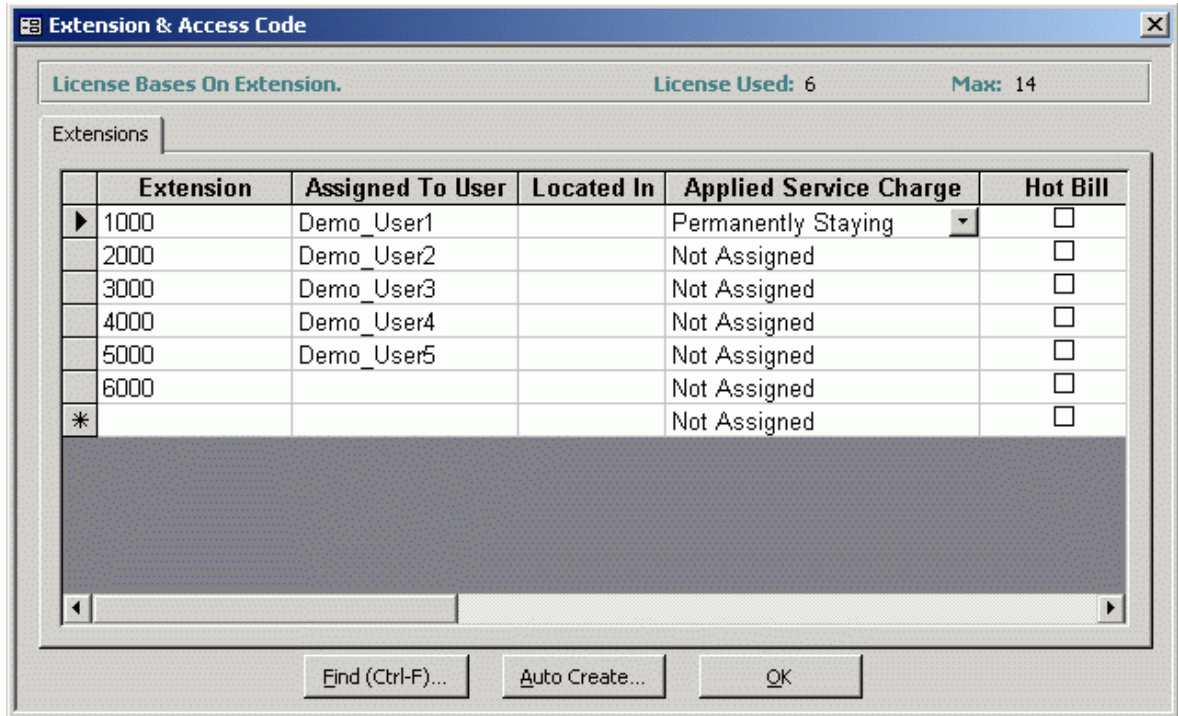 Extension & Access Code
License Bases On Extension. License Used: 6 Max: 14
Extensions
Extension Assigned To User Located In Applied Service Charge Hot Bill
1000 Demo_User1 Permanently Staying
2000 Demo_User2 Not Assigned
3000 Demo_User3 Not Assigned
4000 Demo_User4 Not Assigned
5000 Demo_User5 Not Assigned
6000 Not Assigned
* Not Assigned
Find (Ctrl-F)... Auto Create... OK